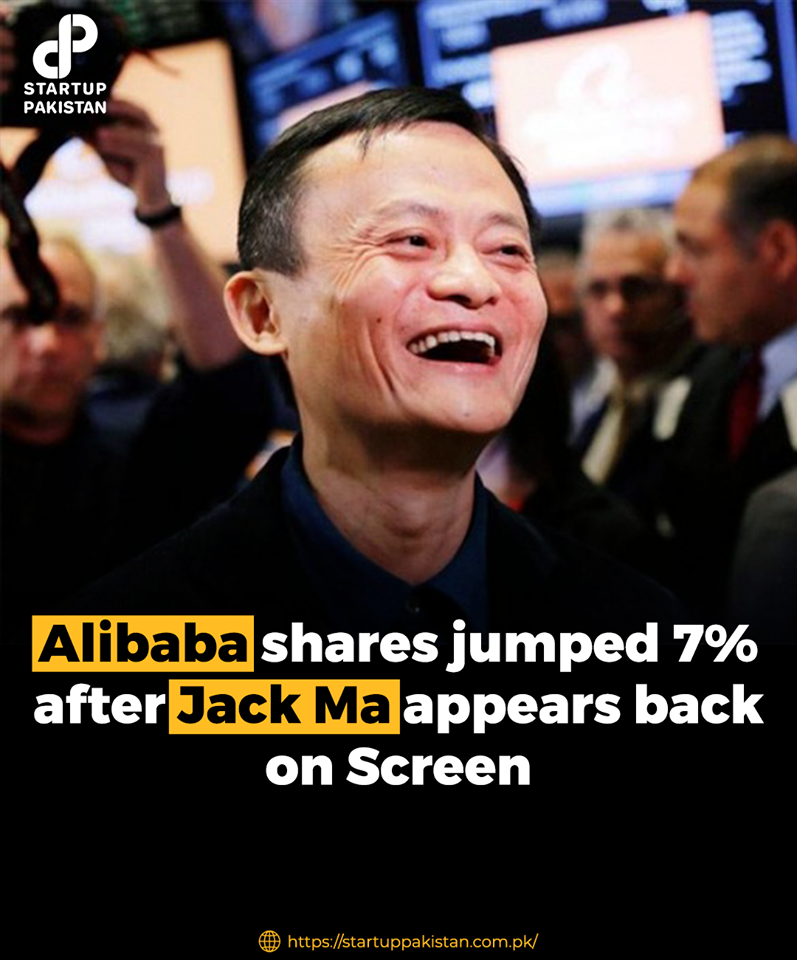 STARTUP
PAKISTAN
Alibaba shares jumped 7%
after Jack Ma appears back
on Screen
https://startuppakistan.com.pk/